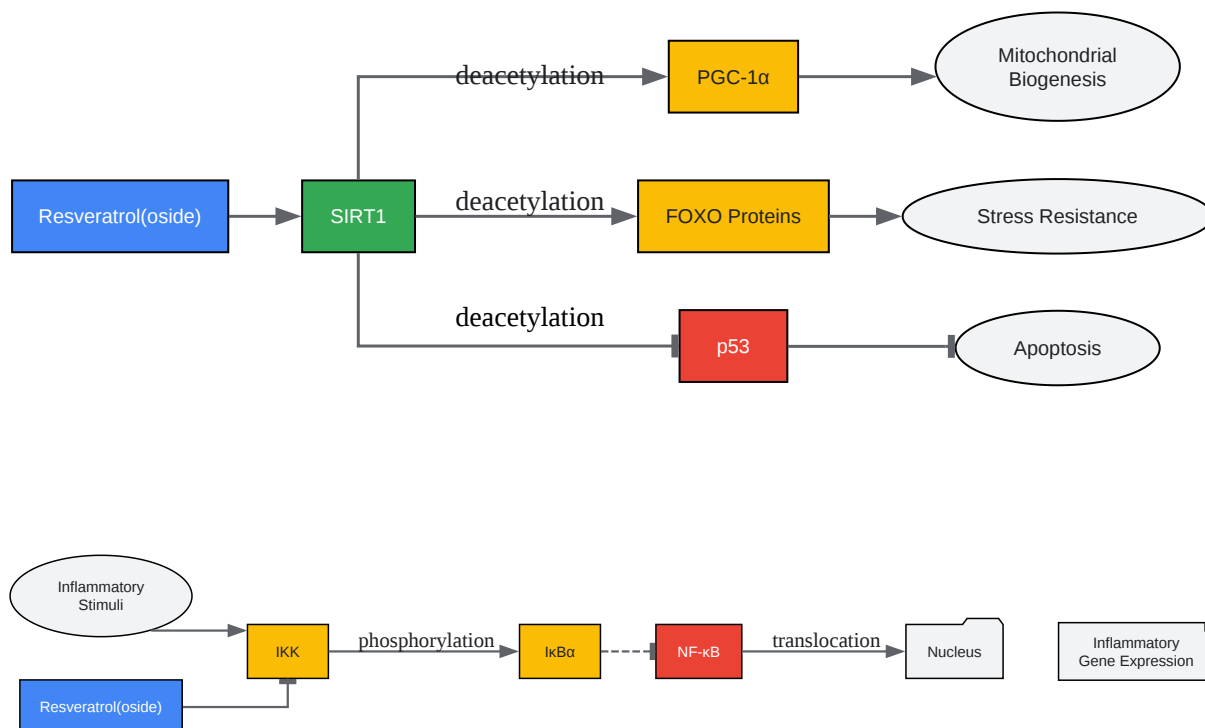 deacetylation
PGC-1α
Mitochondrial
Biogenesis
Resveratrol(oside)
SIRT1
deacetylation
FOXO Proteins
Stress Resistance
deacetylation
p53
Apoptosis
Inflammatory
Stimuli
IKK
phosphorylation
IκBα
NF-κB
translocation
Nucleus
Inflammatory
Gene Expression
Resveratrol(oside)